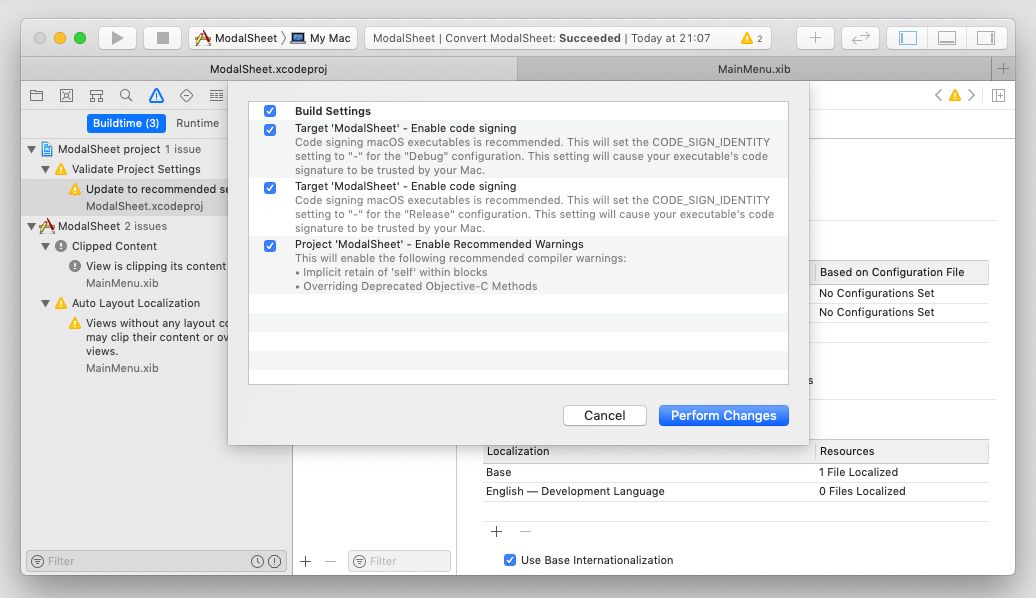 ModalSheet My Mac
ModalSheet | Convert ModalSheet: Succeeded | Today at 21:07
2
ModalSheet.xcodeproj
MainMenu.xib
Buildtime (3) Runtime
ModalSheet project 1 issue
Validate Project Settings
Update to recommended se
ModalSheet.xcodeproj
ModalSheet 2 issues
Clipped Content
View is clipping its content
MainMenu.xib
Auto Layout Localization
Views without any layout co
may clip their content or ov
views.
MainMenu.xib
Filter
Build Settings
Target 'ModalSheet' - Enable code signing
Code signing macOS executables is recommended. This will set the CODE_SIGN_IDENTITY
setting to "-" for the "Debug" configuration. This setting will cause your executable's code
signature to be trusted by your Mac.
Target 'ModalSheet' - Enable code signing
Code signing macOS executables is recommended. This will set the CODE_SIGN_IDENTITY
setting to "-" for the "Release" configuration. This setting will cause your executable's code
signature to be trusted by your Mac.
Project 'ModalSheet' - Enable Recommended Warnings
This will enable the following recommended compiler warnings:
• Implicit retain of 'self' within blocks
• Overriding Deprecated Objective-C Methods
Cancel
Perform Changes
Based on Configuration File
No Configurations Set
No Configurations Set
s
Localization Resources
Base 1 File Localized
English — Development Language 0 Files Localized
Use Base Internationalization
Filter